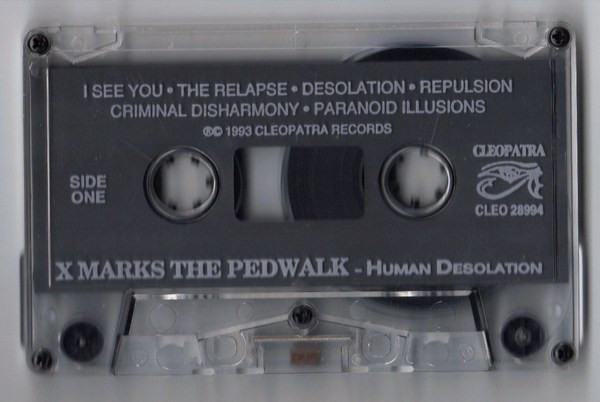 I SEE YOU • THE RELAPSE • DESOLATION • REPULSION
CRIMINAL DISHARMONY • PARANOID ILLUSIONS
℗© 1993 CLEOPATRA RECORDS
SIDE
ONE
CLEOPATRA
CLEO 28994
X MARKS THE PEDWALK - HUMAN DESOLATION